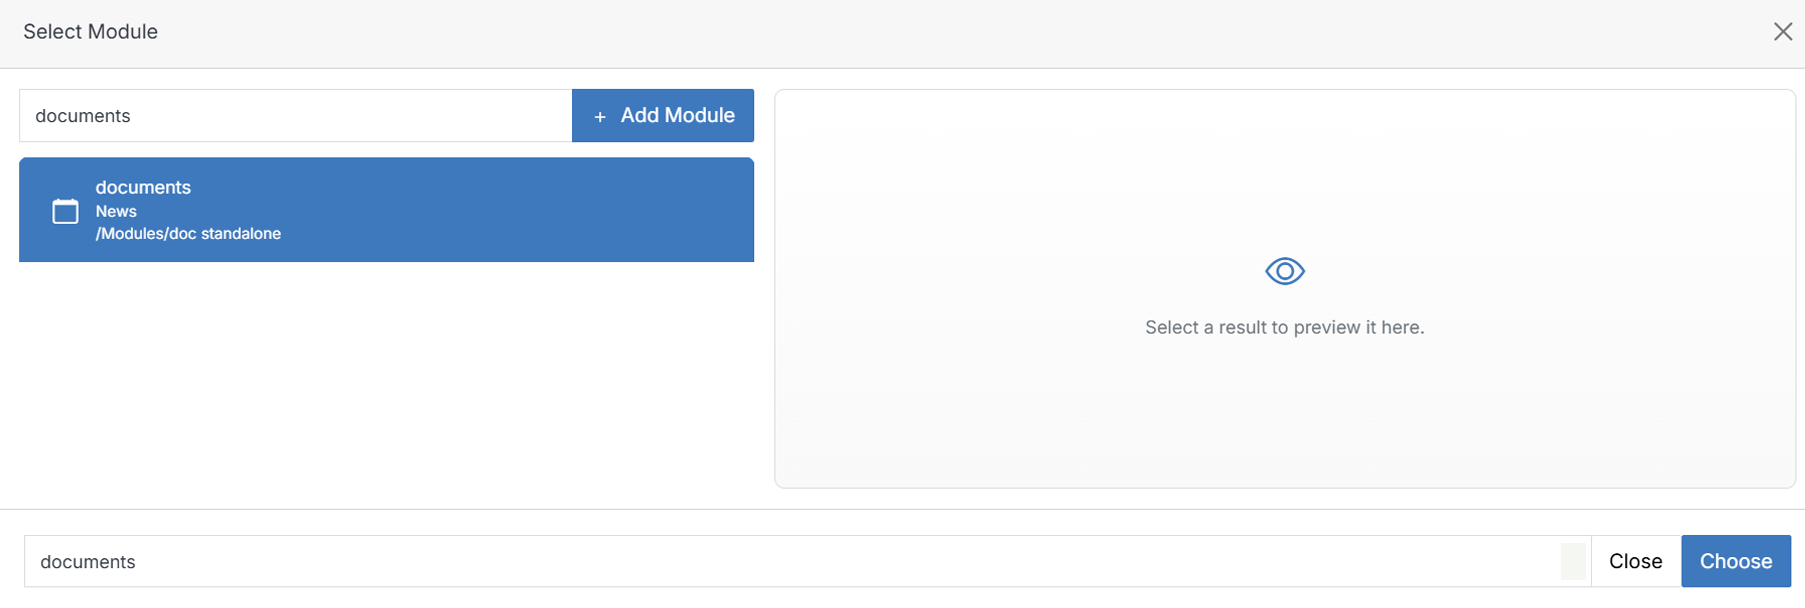 Select Module
documents
+ Add Module
documents
News
/Modules/doc standalone
Select a result to preview it here.
documents
Close
Choose